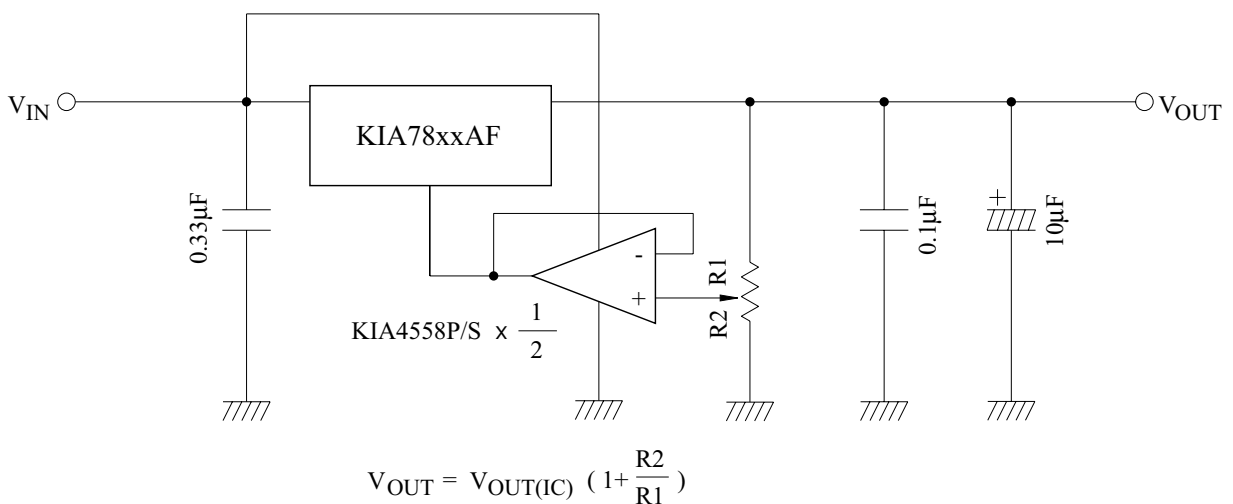 VIN
KIA78xxAF
VOUT
0.33μF
-
+
R1
R2
0.1μF
+
10μF
KIA4558P/S x 1/2
VOUT = VOUT(IC) ( 1+ R2/R1 )